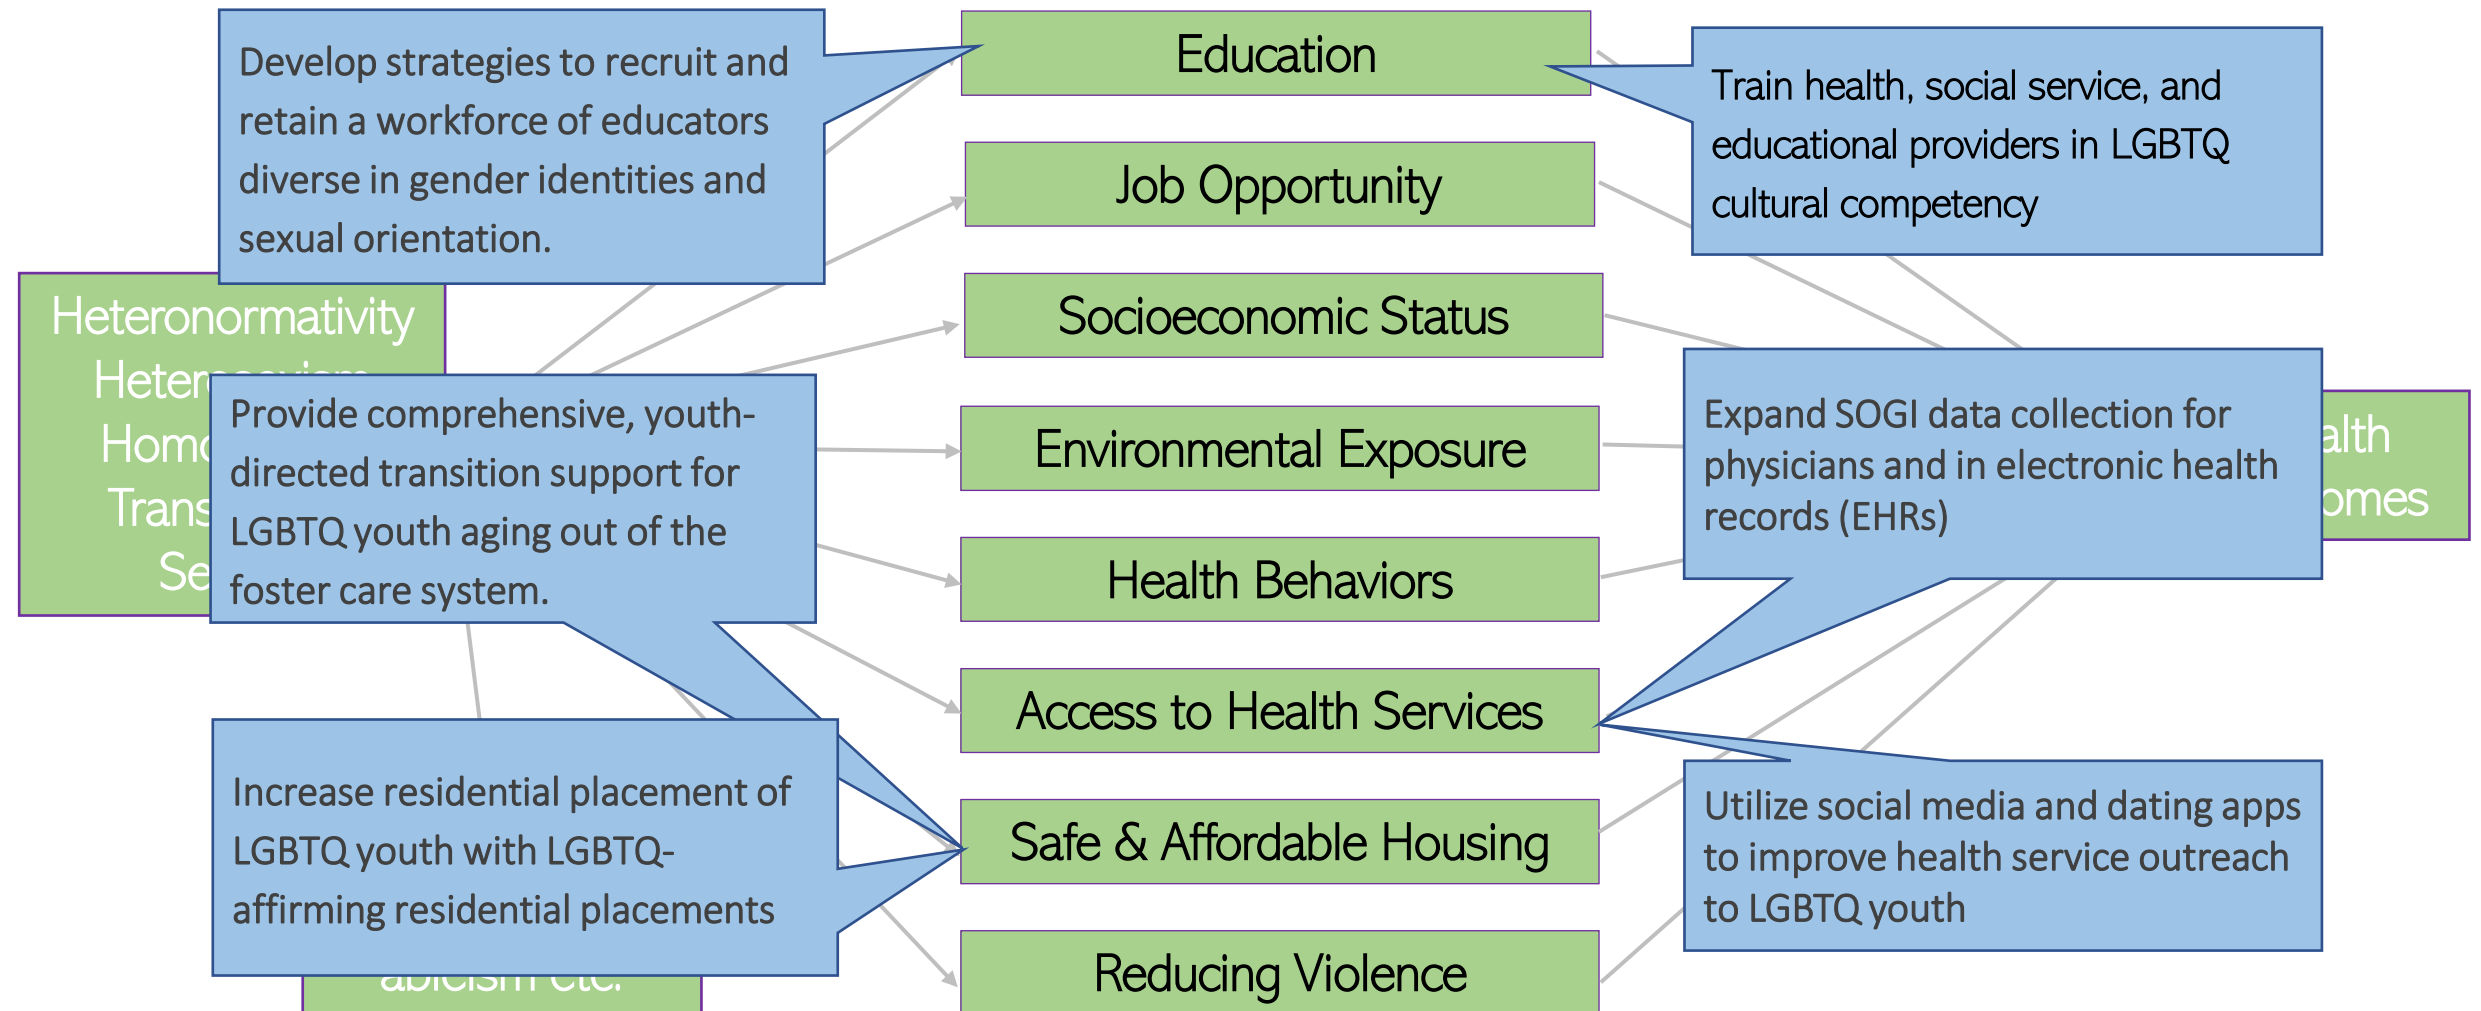 Develop strategies to recruit and
retain a workforce of educators
diverse in gender identities and
sexual orientation.
Education
Train health, social service, and
educational providers in LGBTQ
cultural competency
Job Opportunity
Heteronormativity
Socioeconomic Status
Provide comprehensive, youth-
directed transition support for
LGBTQ youth aging out of the
foster care system.
Environmental Exposure
Expand SOGI data collection for
physicians and in electronic health
records (EHRs)
Health Behaviors
Access to Health Services
Increase residential placement of
LGBTQ youth with LGBTQ-
affirming residential placements
Safe & Affordable Housing
Utilize social media and dating apps
to improve health service outreach
to LGBTQ youth
etc.
Reducing Violence